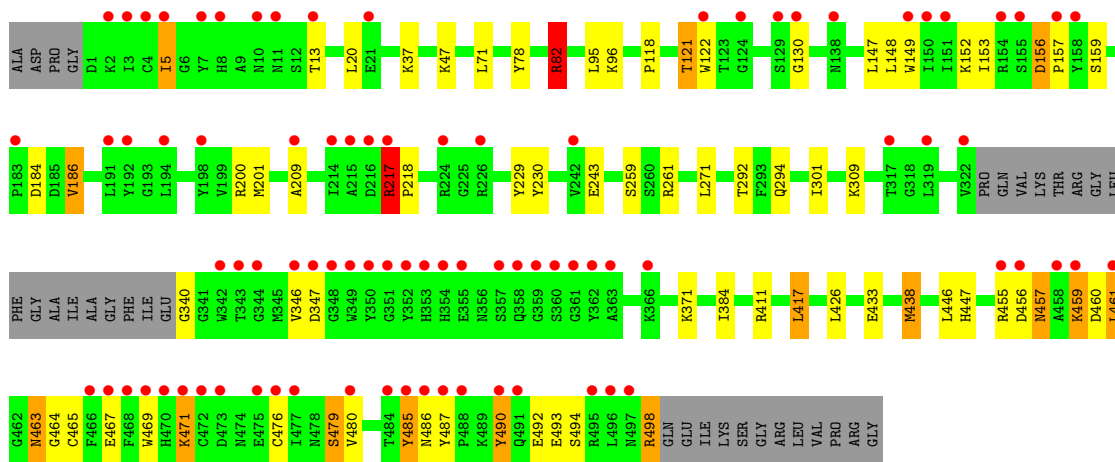 ALA ASP PRO GLY D1 K2 I3 C4 I5 G6 Y7 H8 A9 N10 N11 S12 T13 L20 E21 K37 K47 L71 Y78 R82 L95 K96 P118 T121 W122 T123 G124 S129 G130 N138 L147 L148 W149 I150 I151 K152 I153 R154 S155 D156 P157 Y158 S159
P183 D184 D185 V186 L191 Y192 G193 L194 Y198 V199 R200 M201 A209 I214 A215 D216 R217 P218 R224 G225 R226 Y229 Y230 V242 E243 S259 S260 R261 L271 T292 F293 Q294 I301 K309 T317 G318 L319 V322 PRO GLN VAL LYS THR ARG GLY LEU
PHE GLY ALA ILE ALA GLY PHE ILE GLU G340 G341 W342 T343 G344 M345 V346 D347 G348 W349 Y350 G351 Y352 H353 H354 E355 N356 S357 Q358 G359 S360 G361 Y362 A363 K366 K371 I384 R411 L417 L426 E433 M438 L446 H447 R455 D456 N457 A458 K459 D460 L461
G462 N463 G464 C465 F466 E467 F468 W469 H470 K471 C472 D473 N474 E475 C476 I477 N478 S479 V480 T484 Y485 N486 Y487 P488 K489 Y490 Q491 E492 E493 S494 R495 L496 N497 R498 GLN GLU ILE LYS SER GLY ARG LEU VAL PRO ARG GLY